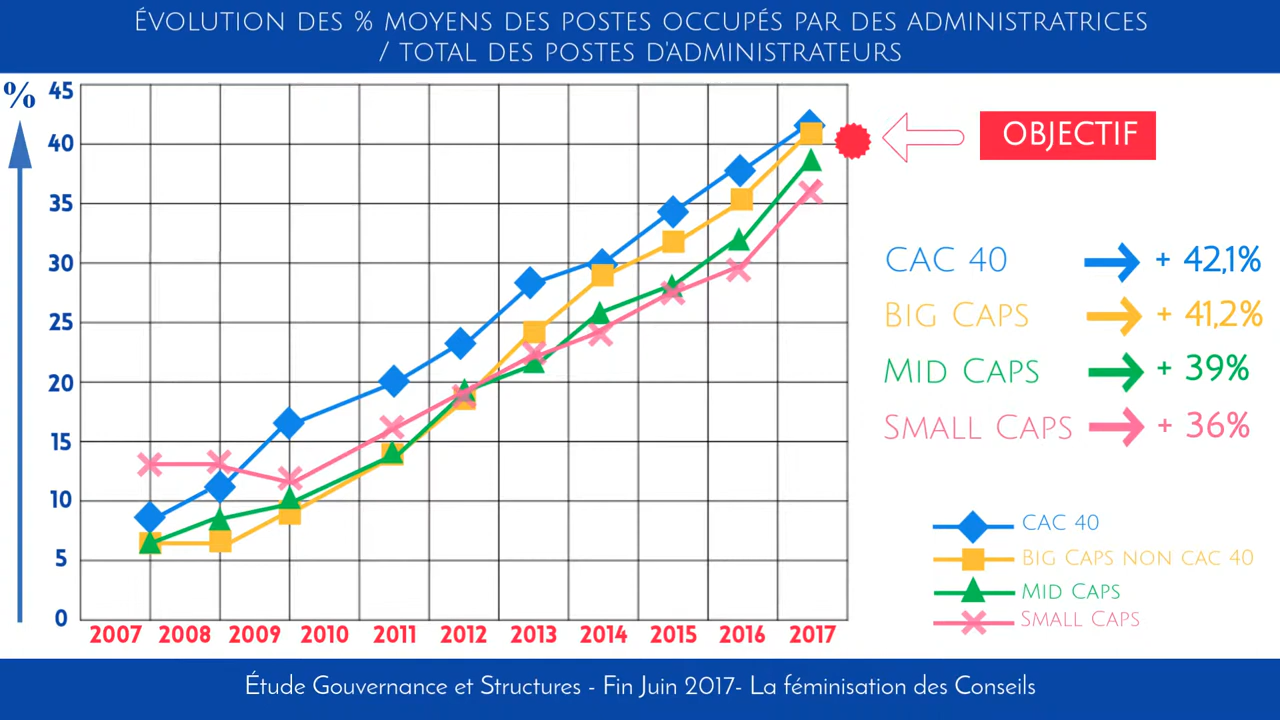 ÉVOLUTION DES % MOYENS DES POSTES OCCUPÉS PAR DES ADMINISTRATRICES
/ TOTAL DES POSTES D'ADMINISTRATEURS
%
45
40
35
30
25
20
15
10
5
0
2007 2008 2009 2010 2011 2012 2013 2014 2015 2016 2017
OBJECTIF
CAC 40 + 42,1%
BIG CAPS + 41,2%
MID CAPS + 39%
SMALL CAPS + 36%
CAC 40
BIG CAPS NON CAC 40
MID CAPS
SMALL CAPS
Étude Gouvernance et Structures - Fin Juin 2017- La féminisation des Conseils